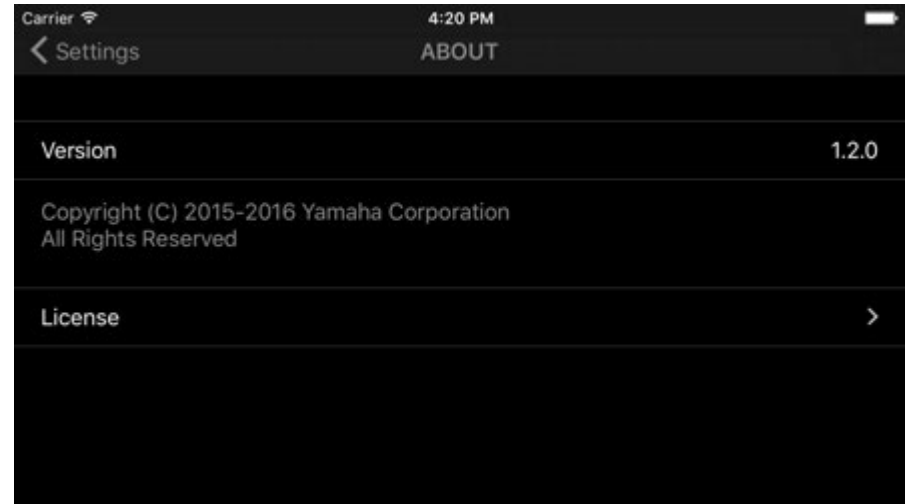 Carrier 4:20 PM
Settings ABOUT
Version 1.2.0
Copyright (C) 2015-2016 Yamaha Corporation
All Rights Reserved
License